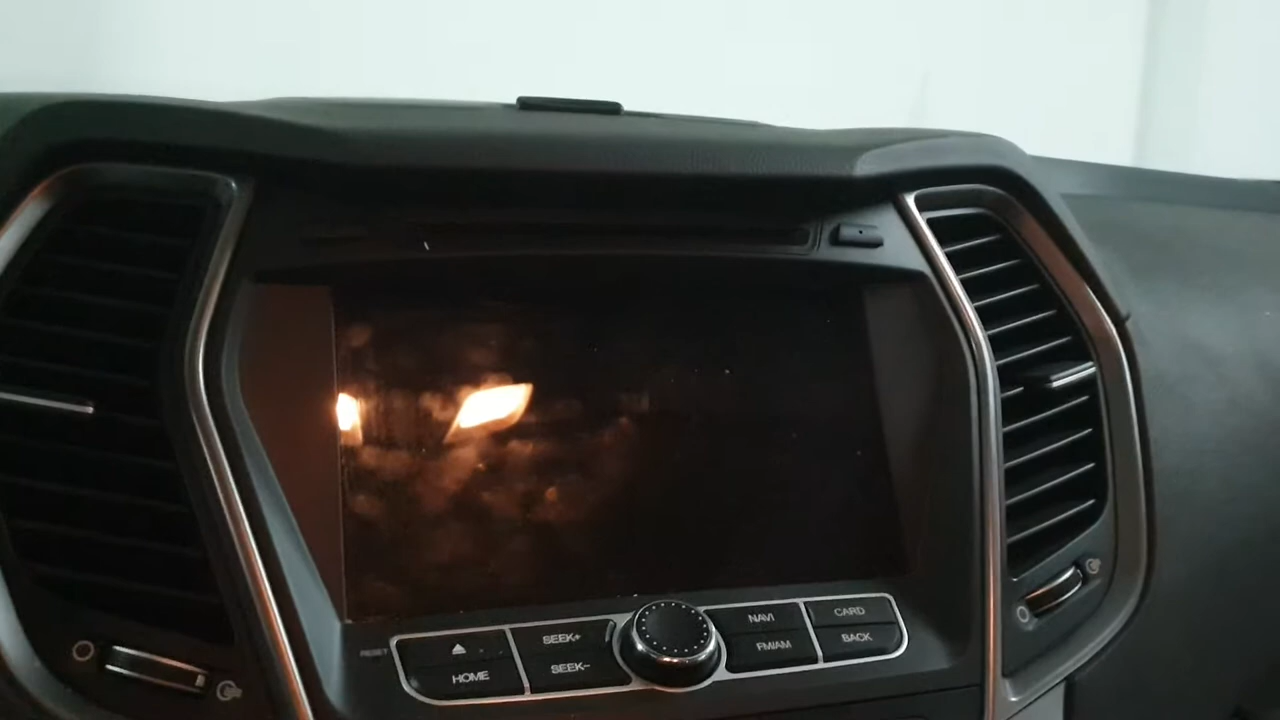 RESET
HOME
SEEK+
SEEK-
NAVI
FM/AM
CARD
BACK